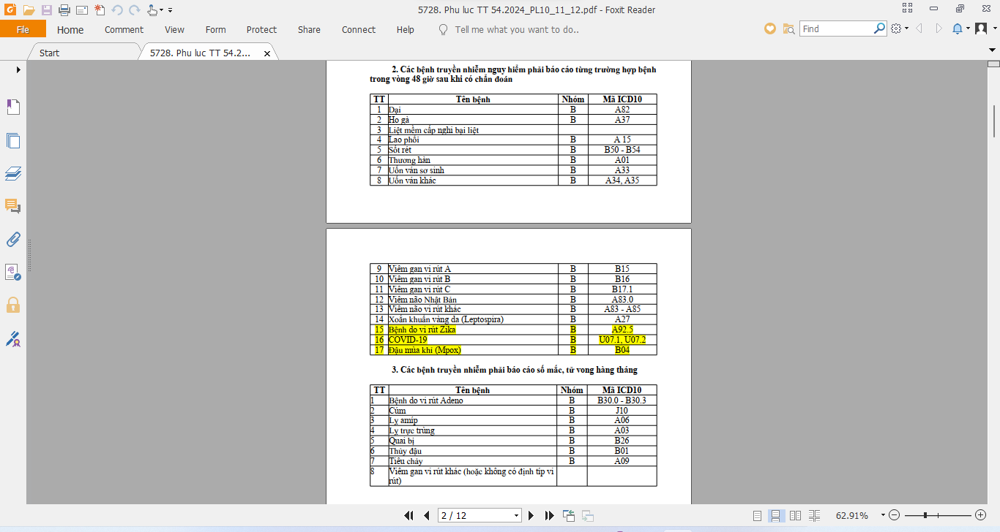 5728. Phu luc TT 54.2024_PL10_11_12.pdf - Foxit Reader
File Home Comment View Form Protect Share Connect Help Tell me what you want to do.. Find
Start 5728. Phu luc TT 54.2... x
2. Các bệnh truyền nhiễm nguy hiểm phải báo cáo từng trường hợp bệnh
trong vòng 48 giờ sau khi có chẩn đoán
TT Tên bệnh Nhóm Mã ICD10
1 Dại B A82
2 Ho gà B A37
3 Liệt mềm cấp nghi bại liệt
4 Lao phổi B A 15
5 Sốt rét B B50 - B54
6 Thương hàn B A01
7 Uốn ván sơ sinh B A33
8 Uốn ván khác B A34, A35
9 Viêm gan vi rút A B B15
10 Viêm gan vi rút B B B16
11 Viêm gan vi rút C B B17.1
12 Viêm não Nhật Bản B A83.0
13 Viêm não vi rút khác B A83 - A85
14 Xoắn khuẩn vàng da (Leptospira) B A27
15 Bệnh do vi rút Zika B A92.5
16 COVID-19 B U07.1, U07.2
17 Đậu mùa khỉ (Mpox) B B04
3. Các bệnh truyền nhiễm phải báo cáo số mắc, tử vong hàng tháng
TT Tên bệnh Nhóm Mã ICD10
1 Bệnh do vi rút Adeno B B30.0 - B30.3
2 Cúm B J10
3 Lỵ amíp B A06
4 Lỵ trực trùng B A03
5 Quai bị B B26
6 Thủy đậu B B01
7 Tiêu chảy B A09
8 Viêm gan vi rút khác (hoặc không có định típ vi
rút)
2 / 12 62.91%